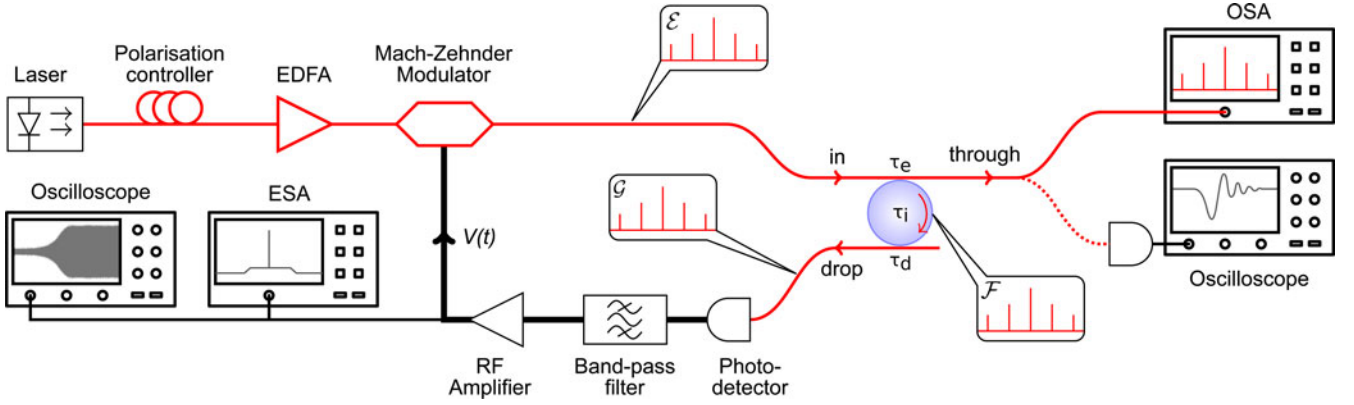 Laser
Polarisation
controller
EDFA
Mach-Zehnder
Modulator
ℰ
OSA
in
τe
through
Oscilloscope
ESA
V(t)
𝒢
τi
drop
τd
ℱ
Oscilloscope
RF
Amplifier
Band-pass
filter
Photo-
detector